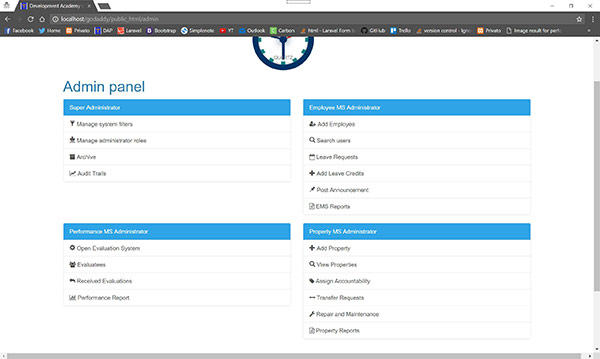 Development Academy
localhost/godaddy/public_html/admin
Facebook Home Privato DAP Laravel Bootstrap Simplenote YT Outlook Carbon html - Laravel Form b GitHub Trello version control - Igno Privato Image result for perf
QUARTZ
Admin panel
Super Administrator
Manage system filters
Manage administrator roles
Archive
Audit Trails
Employee MS Administrator
Add Employee
Search users
Leave Requests
Add Leave Credits
Post Announcement
EMS Reports
Performance MS Administrator
Open Evaluation System
Evaluatees
Received Evaluations
Performance Report
Property MS Administrator
Add Property
View Properties
Assign Accountability
Transfer Requests
Repair and Maintenance
Property Reports